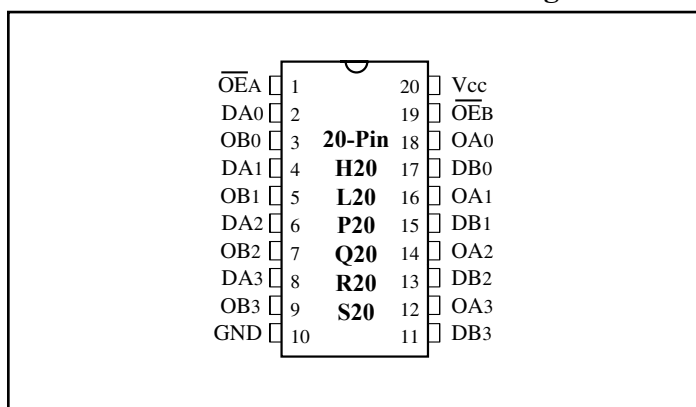 OEA 1 20 Vcc
DA0 2 19 OEB
OB0 3 20-Pin 18 OA0
DA1 4 H20 17 DB0
OB1 5 L20 16 OA1
DA2 6 P20 15 DB1
OB2 7 Q20 14 OA2
DA3 8 R20 13 DB2
OB3 9 S20 12 OA3
GND 10 11 DB3